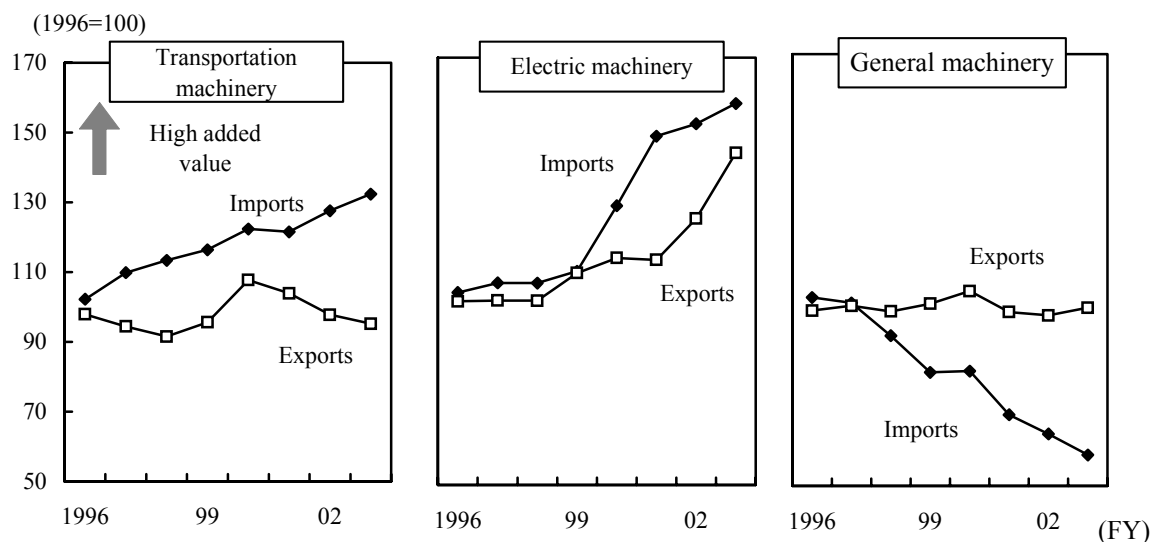 (1996=100)
Transportation
machinery
Electric machinery
General machinery
170
150
130
110
90
70
50
High added
value
Imports
Exports
Imports
Exports
Exports
Imports
1996 99 02
1996 99 02
1996 99 02
(FY)